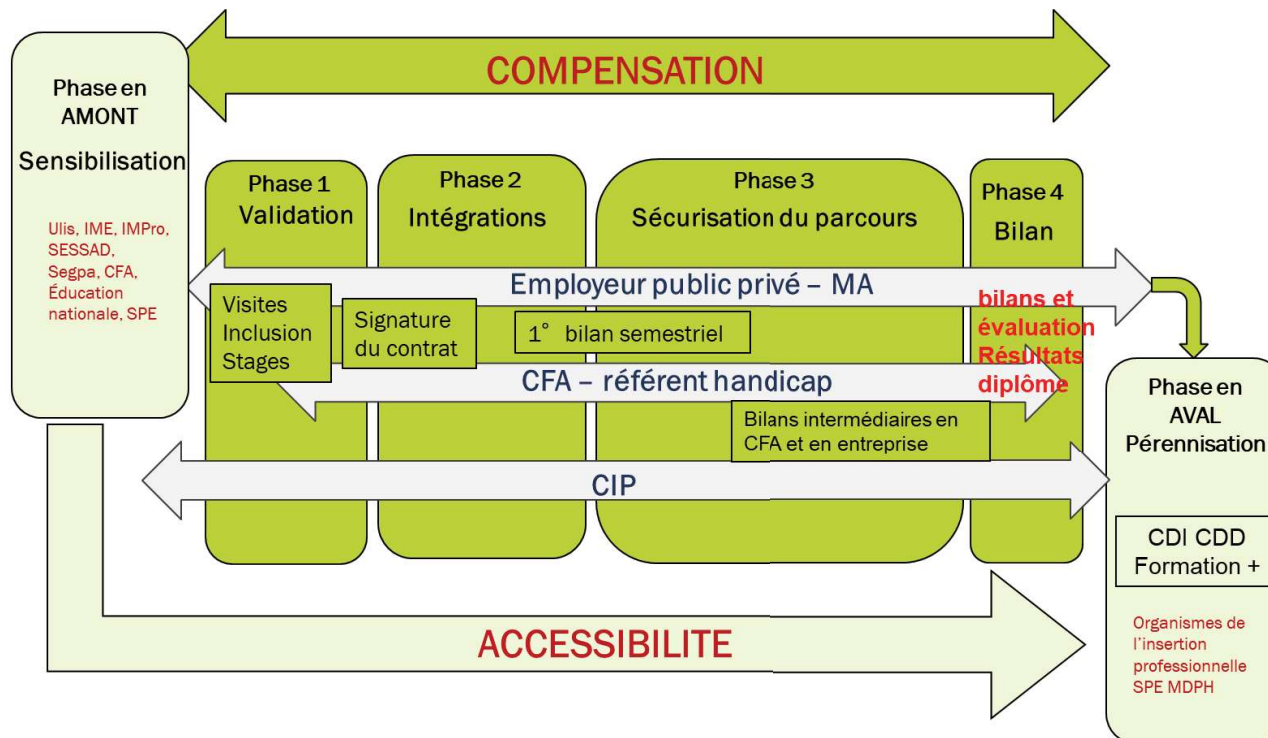 COMPENSATION
Phase en
AMONT
Sensibilisation
Ulis, IME, IMPro,
SESSAD,
Segpa, CFA,
Éducation
nationale, SPE
Phase 1
Validation
Phase 2
Intégrations
Phase 3
Sécurisation du parcours
Phase 4
Bilan
Employeur public privé – MA
Visites
Inclusion
Stages
Signature
du contrat
1° bilan semestriel
bilans et
évaluation
Résultats
diplôme
CFA – référent handicap
Bilans intermédiaires en
CFA et en entreprise
CIP
Phase en
AVAL
Pérennisation
CDI CDD
Formation +
Organismes de
l'insertion
professionnelle
SPE MDPH
ACCESSIBILITE